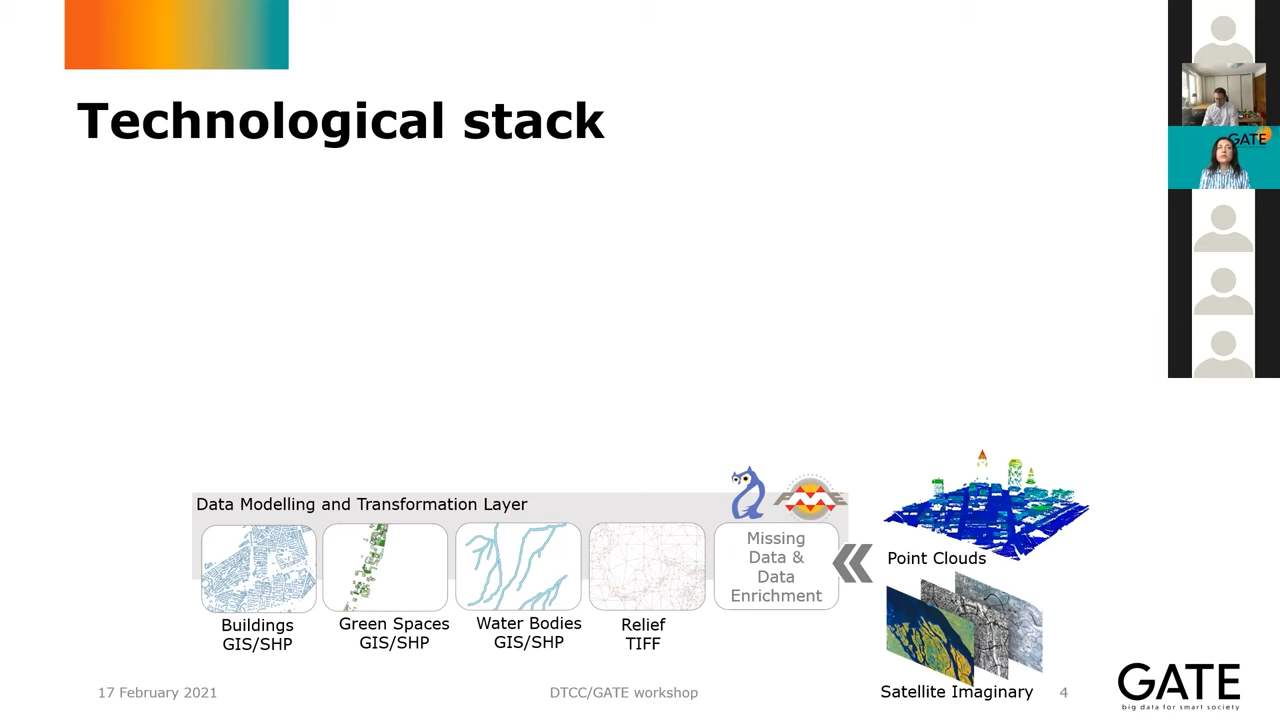 GATE
Technological stack
Data Modelling and Transformation Layer
FME
Missing
Data &
Data
Enrichment
Point Clouds
Buildings
GIS/SHP
Green Spaces
GIS/SHP
Water Bodies
GIS/SHP
Relief
TIFF
Satellite Imaginary
17 February 2021
DTCC/GATE workshop
4
GATE
big data for smart society